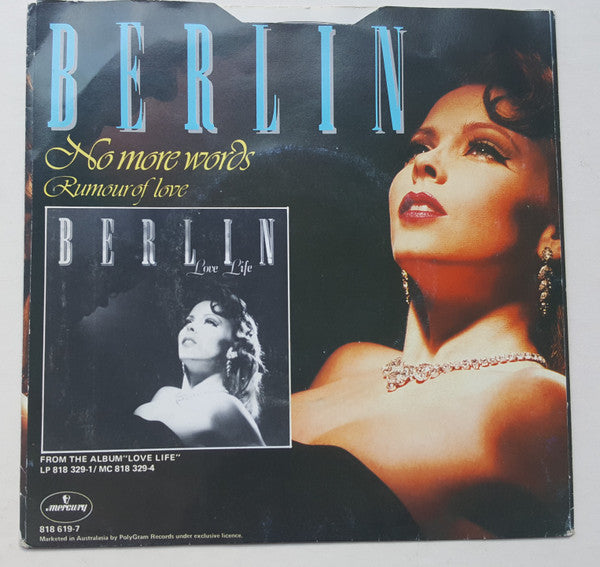 BERLIN
No more words
Rumour of love
BERLIN
Love Life
FROM THE ALBUM "LOVE LIFE"
LP 818 329-1/ MC 818 329-4
mercury
818 619-7
Marketed in Australasia by PolyGram Records under exclusive licence.